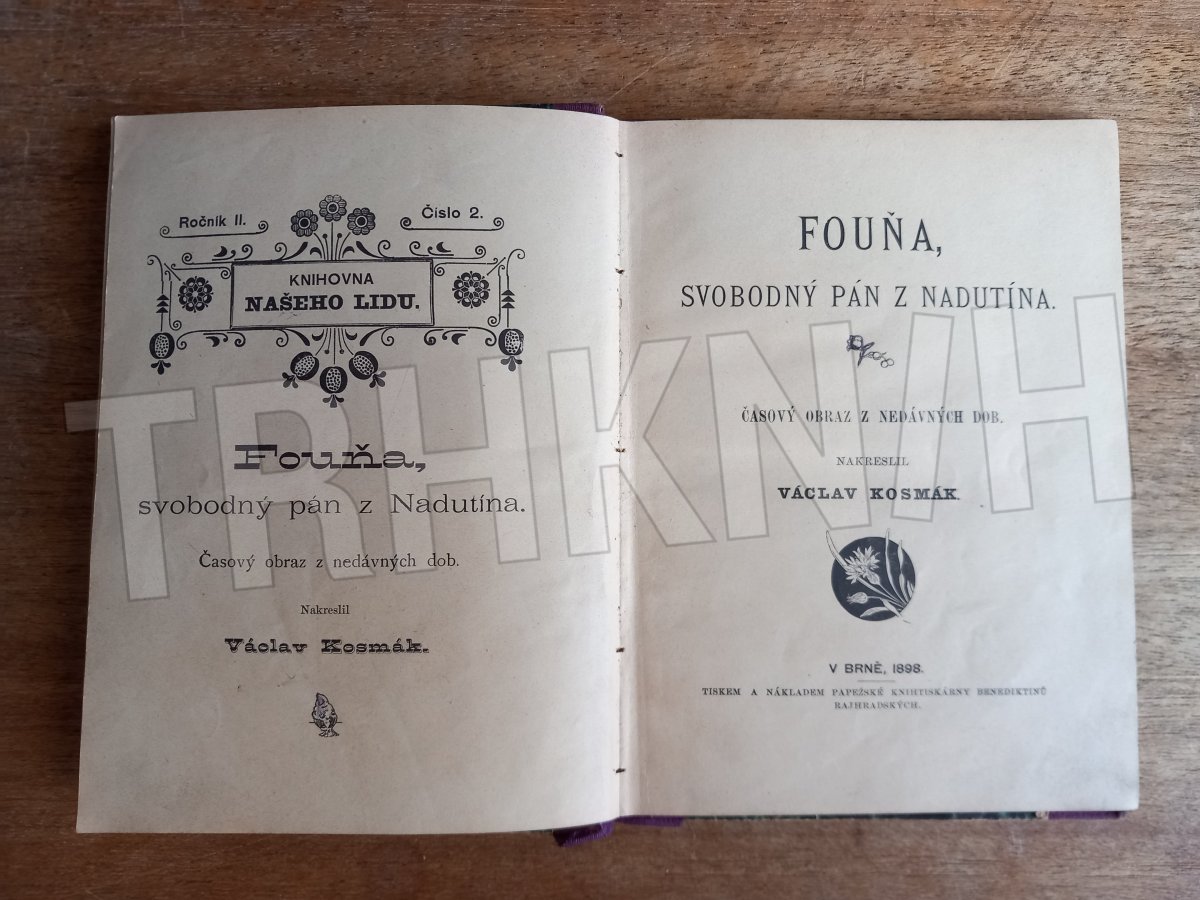 Ročník II.
Číslo 2.
KNIHOVNA
NAŠEHO LIDU.
Fouňa,
svobodný pán z Nadutína.
Časový obraz z nedávných dob.
Nakreslil
Václav Kosmák.
FOUŇA,
SVOBODNÝ PÁN Z NADUTÍNA.
ČASOVÝ OBRAZ Z NEDÁVNÝCH DOB.
NAKRESLIL
VÁCLAV KOSMÁK.
V BRNĚ, 1898.
TISKEM A NÁKLADEM PAPEŽSKÉ KNIHTISKÁRNY BENEDIKTINŮ
RAJHRADSKÝCH.
TRHKNIH